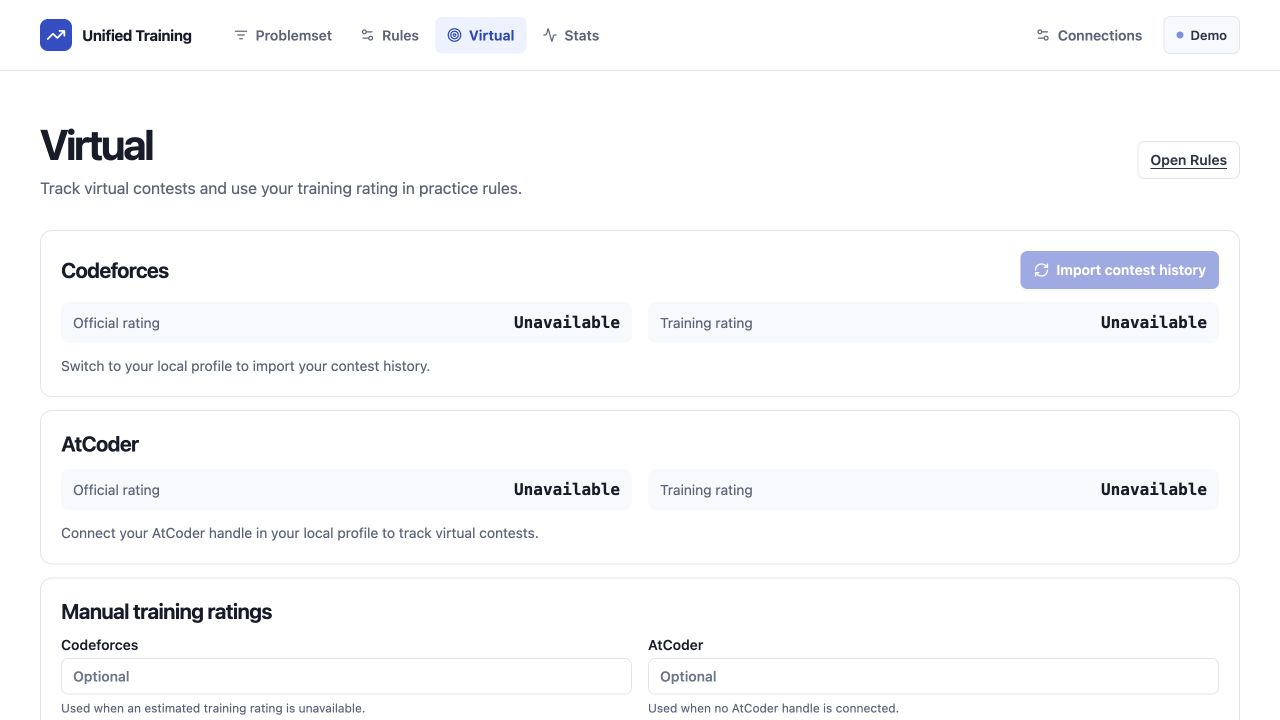 Unified Training
Problemset
Rules
Virtual
Stats
Connections
Demo
Virtual
Track virtual contests and use your training rating in practice rules.
Open Rules
Codeforces
Import contest history
Official rating
Unavailable
Training rating
Unavailable
Switch to your local profile to import your contest history.
AtCoder
Official rating
Unavailable
Training rating
Unavailable
Connect your AtCoder handle in your local profile to track virtual contests.
Manual training ratings
Codeforces
AtCoder
Optional
Optional
Used when an estimated training rating is unavailable.
Used when no AtCoder handle is connected.